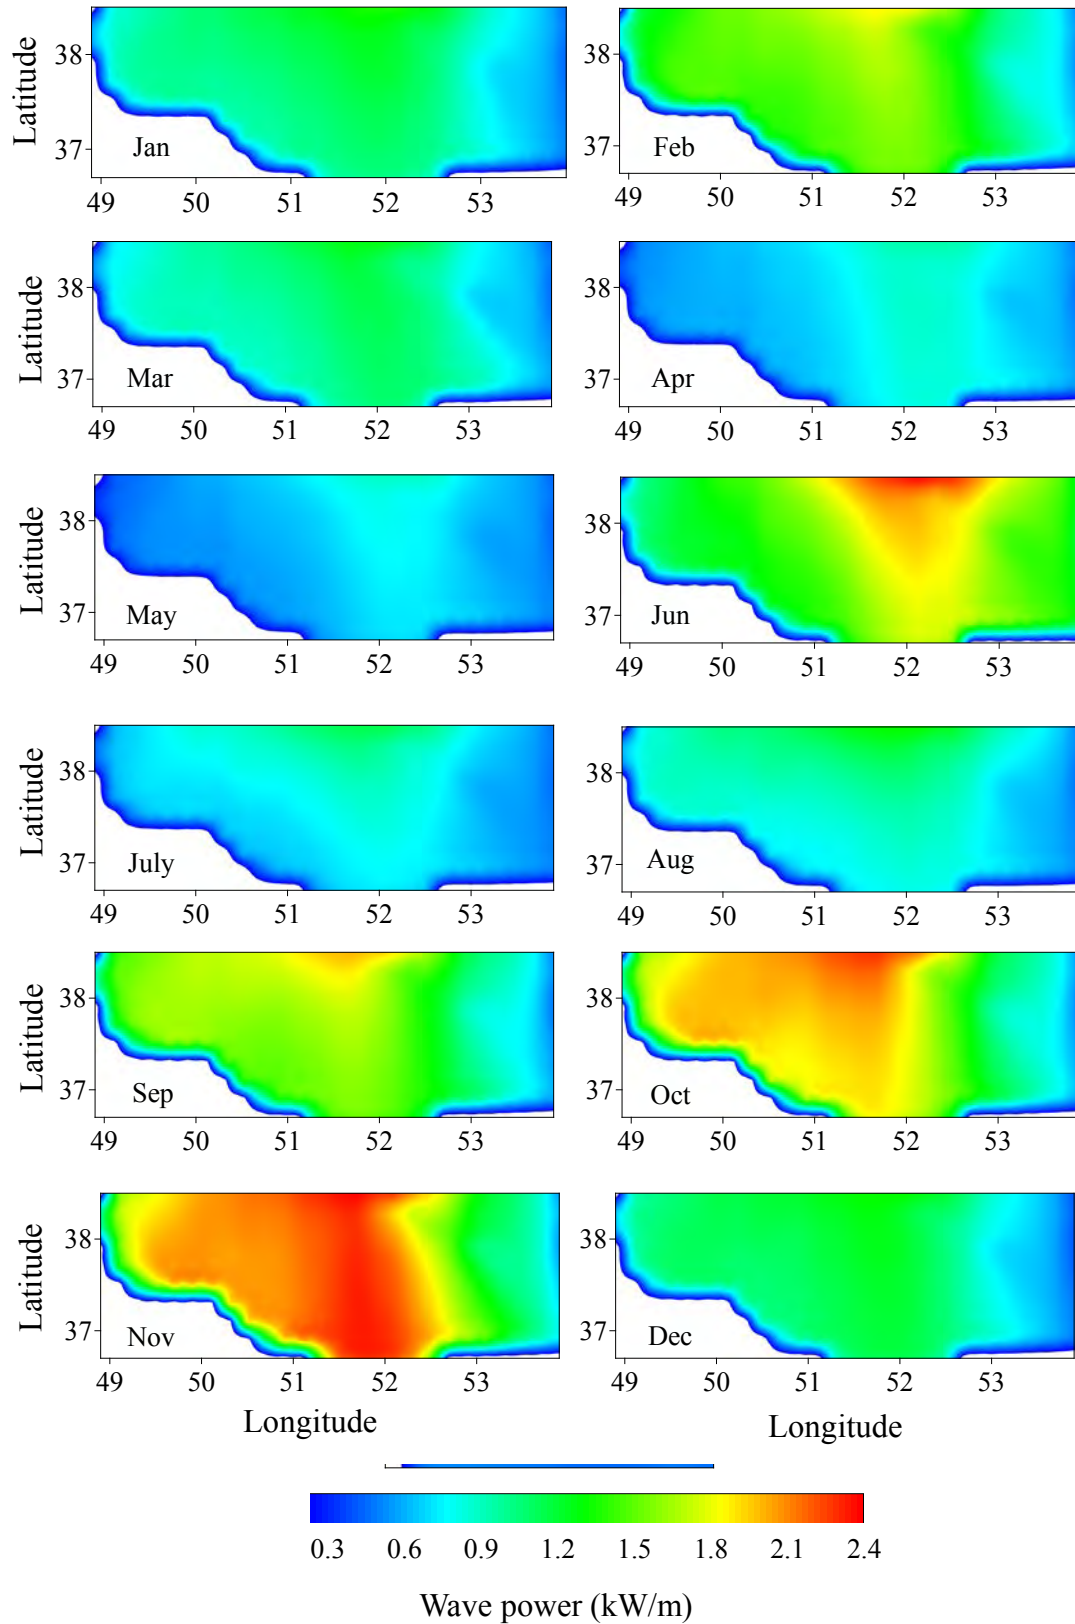 Latitude 38 37 Jan Feb 38 37
49 50 51 52 53 49 50 51 52 53
Latitude 38 37 Mar Apr 38 37
49 50 51 52 53 49 50 51 52 53
Latitude 38 37 May Jun Latitude 38 37
49 50 51 52 53 49 50 51 52 53
Latitude 38 37 July Aug Latitude 38 37
49 50 51 52 53 49 50 51 52 53
Latitude 38 37 Sep Oct Latitude 38 37
49 50 51 52 53 49 50 51 52 53
Latitude 38 37 Nov Dec 38 37
49 50 51 52 53 49 50 51 52 53
Longitude Longitude
0.3 0.6 0.9 1.2 1.5 1.8 2.1 2.4
Wave power (kW/m)